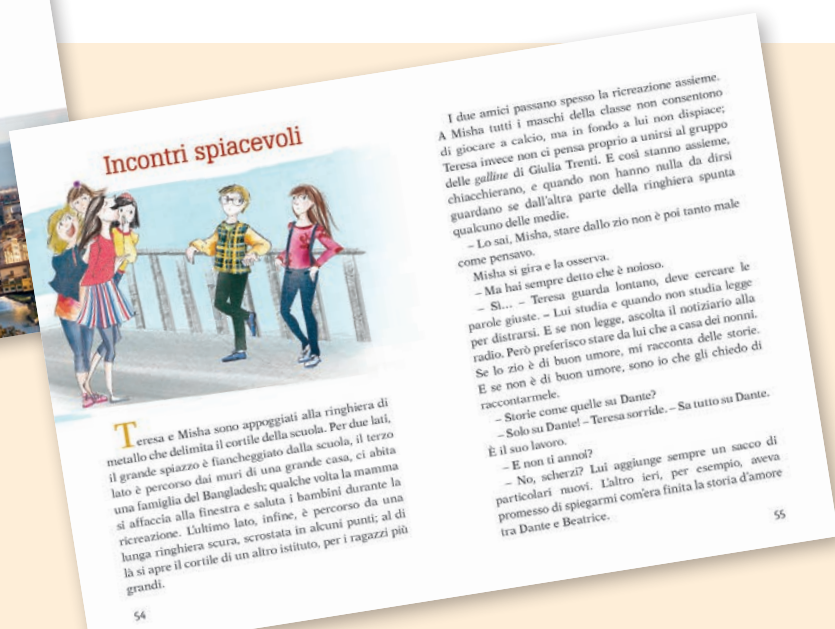 Incontri spiacevoli
Teresa e Misha sono appoggiati alla ringhiera di
metallo che delimita il cortile della scuola. Per due lati,
il grande spiazzo è fiancheggiato dalla scuola, il terzo
lato è percorso dai muri di una grande casa, ci abita
una famiglia del Bangladesh; qualche volta la mamma
si affaccia alla finestra e saluta i bambini durante la
ricreazione. L'ultimo lato, infine, è percorso da una
lunga ringhiera scura, scrostata in alcuni punti; al di
là si apre il cortile di un altro istituto, per i ragazzi più
grandi.
54
I due amici passano spesso la ricreazione assieme.
A Misha tutti i maschi della classe non consentono
di giocare a calcio, ma in fondo a lui non dispiace;
Teresa invece non ci pensa proprio a unirsi al gruppo
delle galline di Giulia Trenti. E così stanno assieme,
chiacchierano, e quando non hanno nulla da dirsi
guardano se dall'altra parte della ringhiera spunta
qualcuno delle medie.
– Lo sai, Misha, stare dallo zio non è poi tanto male
come pensavo.
Misha si gira e la osserva.
– Ma hai sempre detto che è noioso.
– Sì... – Teresa guarda lontano, deve cercare le
parole giuste. – Lui studia e quando non studia legge
per distrarsi. E se non legge, ascolta il notiziario alla
radio. Però preferisco stare da lui che a casa dei nonni.
Se lo zio è di buon umore, mi racconta delle storie.
E se non è di buon umore, sono io che gli chiedo di
raccontarmele.
– Storie come quelle su Dante?
– Solo su Dante! – Teresa sorride. – Sa tutto su Dante.
È il suo lavoro.
– E non ti annoi?
– No, scherzi? Lui aggiunge sempre un sacco di
particolari nuovi. L'altro ieri, per esempio, aveva
promesso di spiegarmi com'era finita la storia d'amore
tra Dante e Beatrice.
55